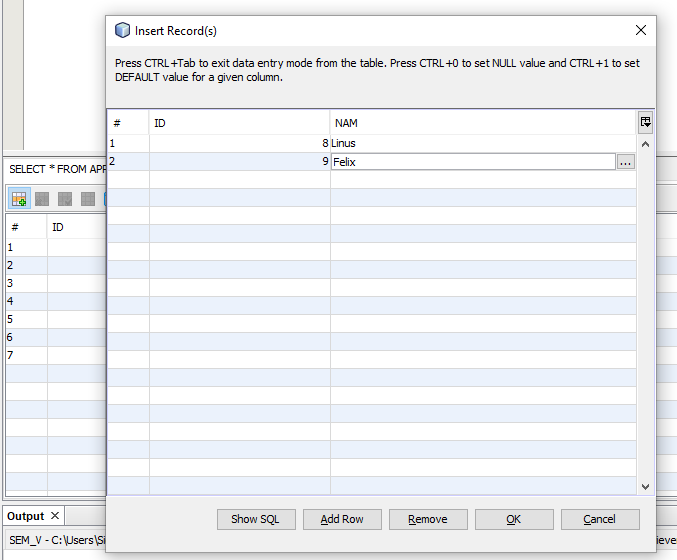 Insert Record(s)
Press CTRL+Tab to exit data entry mode from the table. Press CTRL+0 to set NULL value and CTRL+1 to set
DEFAULT value for a given column.
# ID NAM
1 8 Linus
2 9 Felix ...
SELECT * FROM APP
# ID
1
2
3
4
5
6
7
Show SQL Add Row Remove OK Cancel
Output
SEM_V - C:\Users\Si